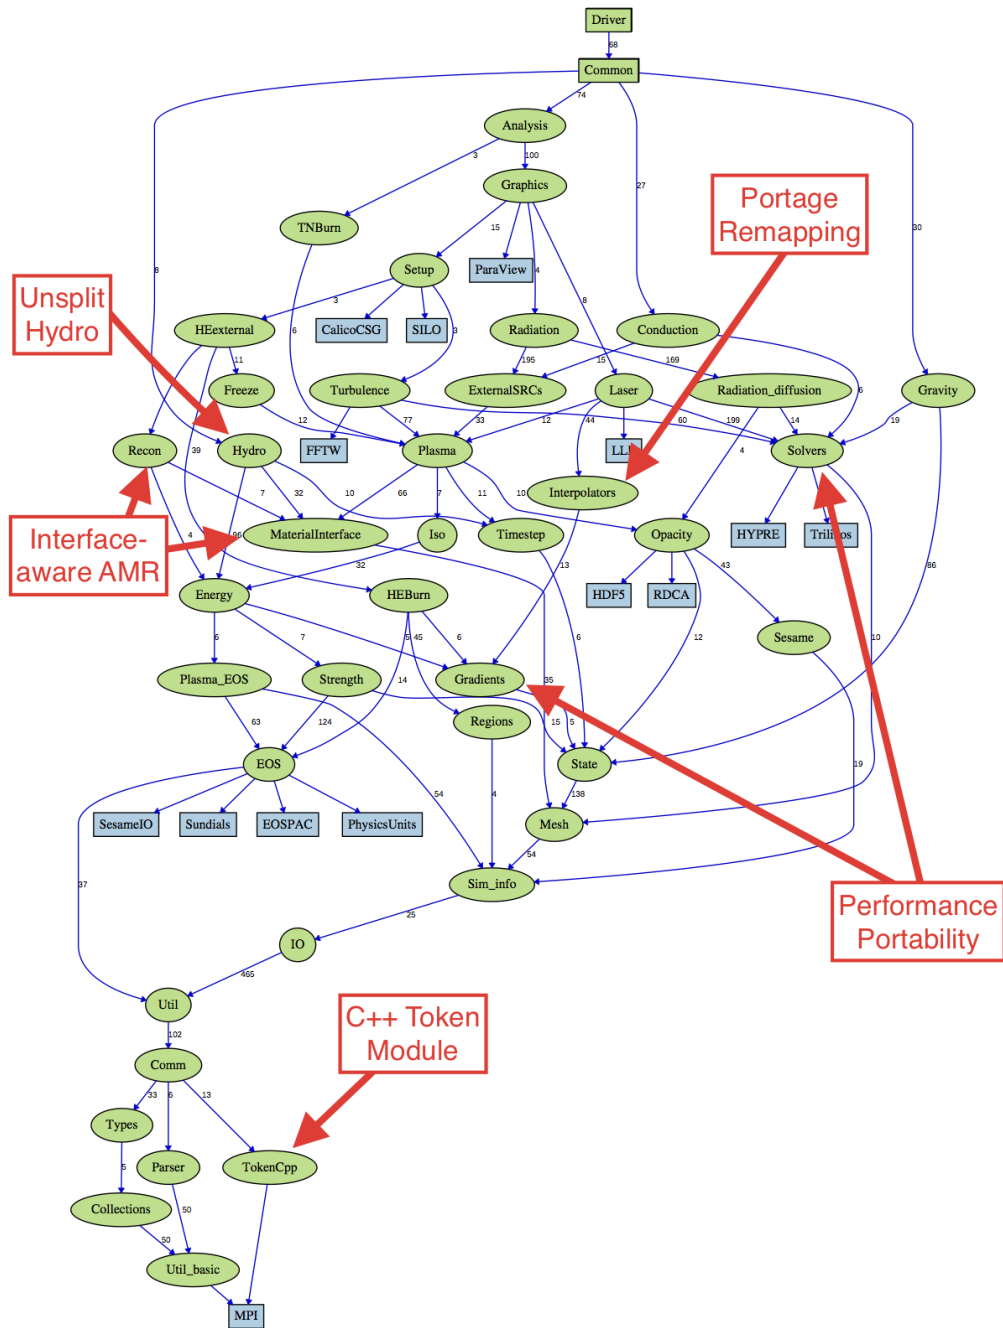 Driver
68
Common
74
Analysis
3
100
Graphics
27
Portage
Remapping
TNBurn
15
30
Setup
ParaView
4
8
8
Unsplit
Hydro
3
HEexternal
CalicoCSG
SILO
3
6
Radiation
Conduction
11
195
15
169
Freeze
Turbulence
ExternalSRCs
Laser
Radiation_diffusion
6
Gravity
12
77
33
12
44
199
60
14
19
Recon
Hydro
39
FFTW
Plasma
Solvers
4
7
32
10
66
7
11
10
Interpolators
Interface-
aware AMR
MaterialInterface
Iso
Timestep
Opacity
HYPRE
4
96
32
13
43
86
Energy
HEBurn
HDF5
RDCA
6
7
5
45
6
6
12
Sesame
10
Plasma_EOS
Strength
14
Gradients
35
63
124
Regions
15
5
EOS
State
19
54
4
138
SesameIO
Sundials
EOSPAC
PhysicsUnits
Mesh
54
37
Sim_info
Performance
Portability
25
IO
465
Util
C++ Token
Module
102
Comm
33
6
13
Types
5
Parser
TokenCpp
Collections
50
50
Util_basic
MPI